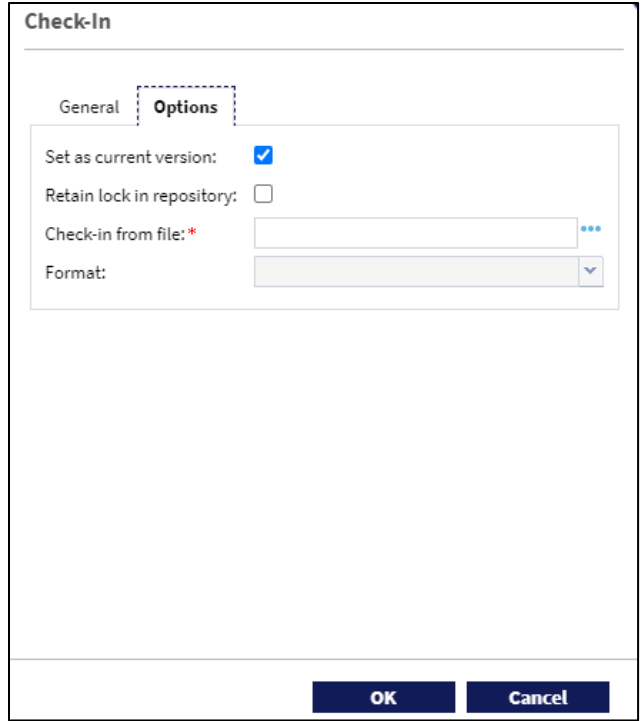 Check-In
General Options
Set as current version:
Retain lock in repository:
Check-in from file:*
Format:
OK Cancel